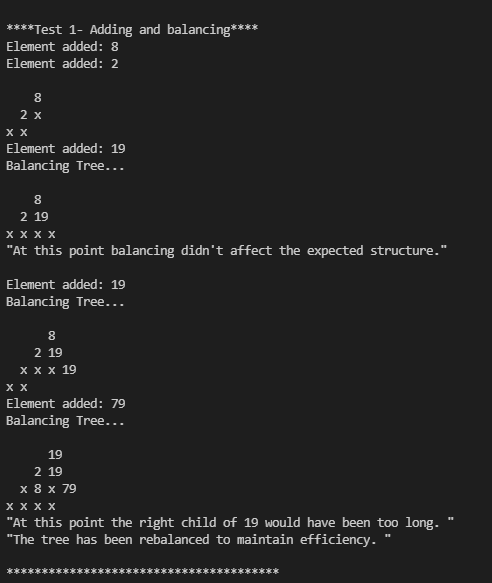 ****Test 1- Adding and balancing****
Element added: 8
Element added: 2
8
2 x
x x
Element added: 19
Balancing Tree...
8
2 19
x x x x
"At this point balancing didn't affect the expected structure."
Element added: 19
Balancing Tree...
8
2 19
x x x 19
x x
Element added: 79
Balancing Tree...
19
2 19
x 8 x 79
x x x x
"At this point the right child of 19 would have been too long. "
"The tree has been rebalanced to maintain efficiency. "
***************************************